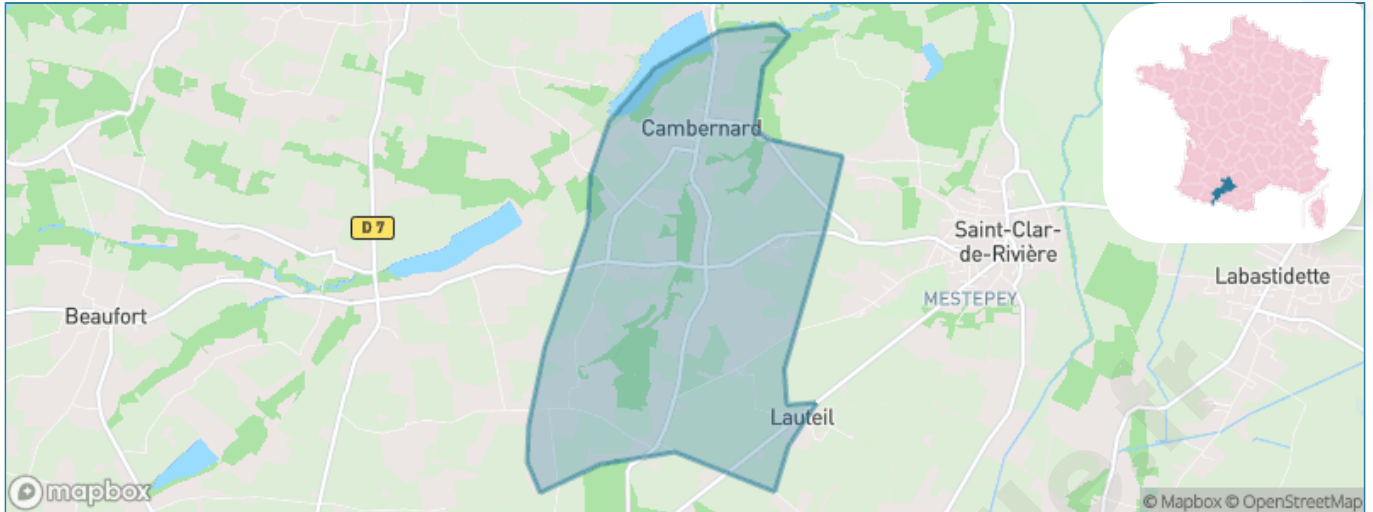 Cambernard
D 7
Saint-Clar-
de-Rivière
Labastidette
MESTEPEY
Beaufort
Lauteil
mapbox
© Mapbox © OpenStreetMap